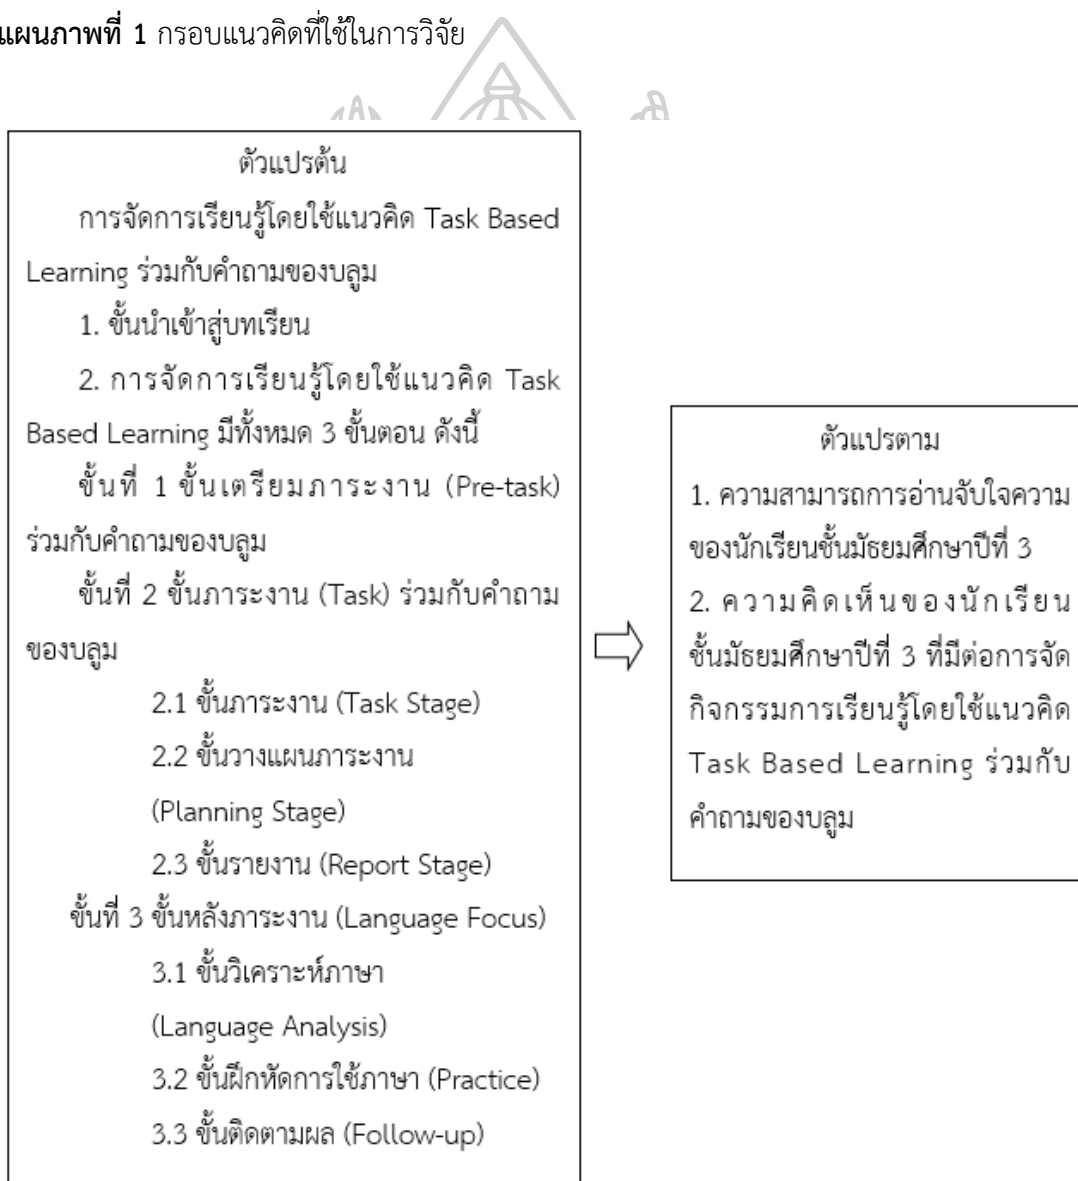 แผนภาพที่ 1 กรอบแนวคิดที่ใช้ในการวิจัย
ตัวแปรต้น
การจัดการเรียนรู้โดยใช้แนวคิด Task Based
Learning ร่วมกับคำถามของบลูม
1. ขั้นนำเข้าสู่บทเรียน
2. การจัดการเรียนรู้โดยใช้แนวคิด Task
Based Learning มีทั้งหมด 3 ขั้นตอน ดังนี้
ขั้นที่ 1 ขั้นเตรียมภาระงาน (Pre-task)
ร่วมกับคำถามของบลูม
ขั้นที่ 2 ขั้นภาระงาน (Task) ร่วมกับคำถาม
ของบลูม
2.1 ขั้นภาระงาน (Task Stage)
2.2 ขั้นวางแผนภาระงาน
(Planning Stage)
2.3 ขั้นรายงาน (Report Stage)
ขั้นที่ 3 ขั้นหลังภาระงาน (Language Focus)
3.1 ขั้นวิเคราะห์ภาษา
(Language Analysis)
3.2 ขั้นฝึกหัดการใช้ภาษา (Practice)
3.3 ขั้นติดตามผล (Follow-up)
ตัวแปรตาม
1. ความสามารถการอ่านจับใจความ
ของนักเรียนชั้นมัธยมศึกษาปีที่ 3
2. ความคิดเห็นของนักเรียน
ชั้นมัธยมศึกษาปีที่ 3 ที่มีต่อการจัด
กิจกรรมการเรียนรู้โดยใช้แนวคิด
Task Based Learning ร่วมกับ
คำถามของบลูม